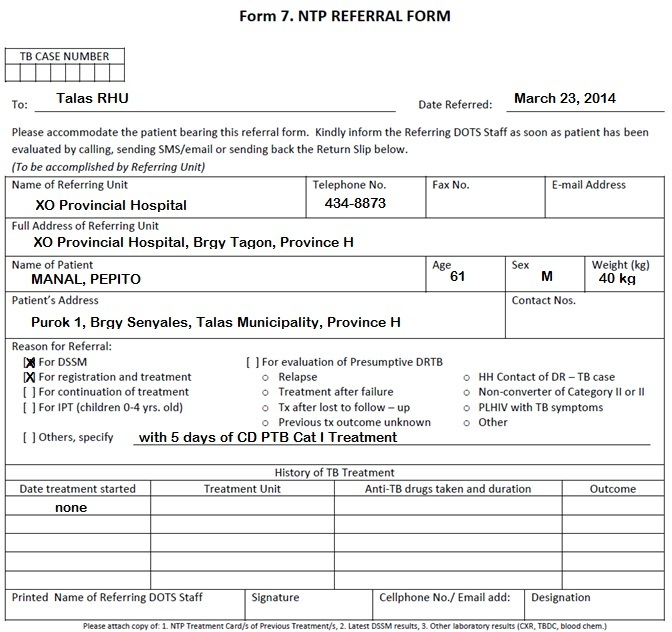 Form 7. NTP REFERRAL FORM
TB CASE NUMBER
To: Talas RHU Date Referred: March 23, 2014
Please accommodate the patient bearing this referral form. Kindly inform the Referring DOTS Staff as soon as patient has been
evaluated by calling, sending SMS/email or sending back the Return Slip below.
(To be accomplished by Referring Unit)
Name of Referring Unit Telephone No. Fax No. E-mail Address
XO Provincial Hospital 434-8873
Full Address of Referring Unit
XO Provincial Hospital, Brgy Tagon, Province H
Name of Patient Age Sex Weight (kg)
MANAL, PEPITO 61 M 40 kg
Patient's Address Contact Nos.
Purok 1, Brgy Senyales, Talas Municipality, Province H
Reason for Referral:
[X] For DSSM [ ] For evaluation of Presumptive DRTB
[X] For registration and treatment o Relapse o HH Contact of DR – TB case
[ ] For continuation of treatment o Treatment after failure o Non-converter of Category II or II
[ ] For IPT (children 0-4 yrs. old) o Tx after lost to follow – up o PLHIV with TB symptoms
o Previous tx outcome unknown o Other
[ ] Others, specify with 5 days of CD PTB Cat I Treatment
History of TB Treatment
Date treatment started Treatment Unit Anti-TB drugs taken and duration Outcome
none
Printed Name of Referring DOTS Staff Signature Cellphone No./ Email add: Designation
Please attach copy of: 1. NTP Treatment Card/s of Previous Treatment/s, 2. Latest DSSM results, 3. Other laboratory results (CXR, TBDC, blood chem.)